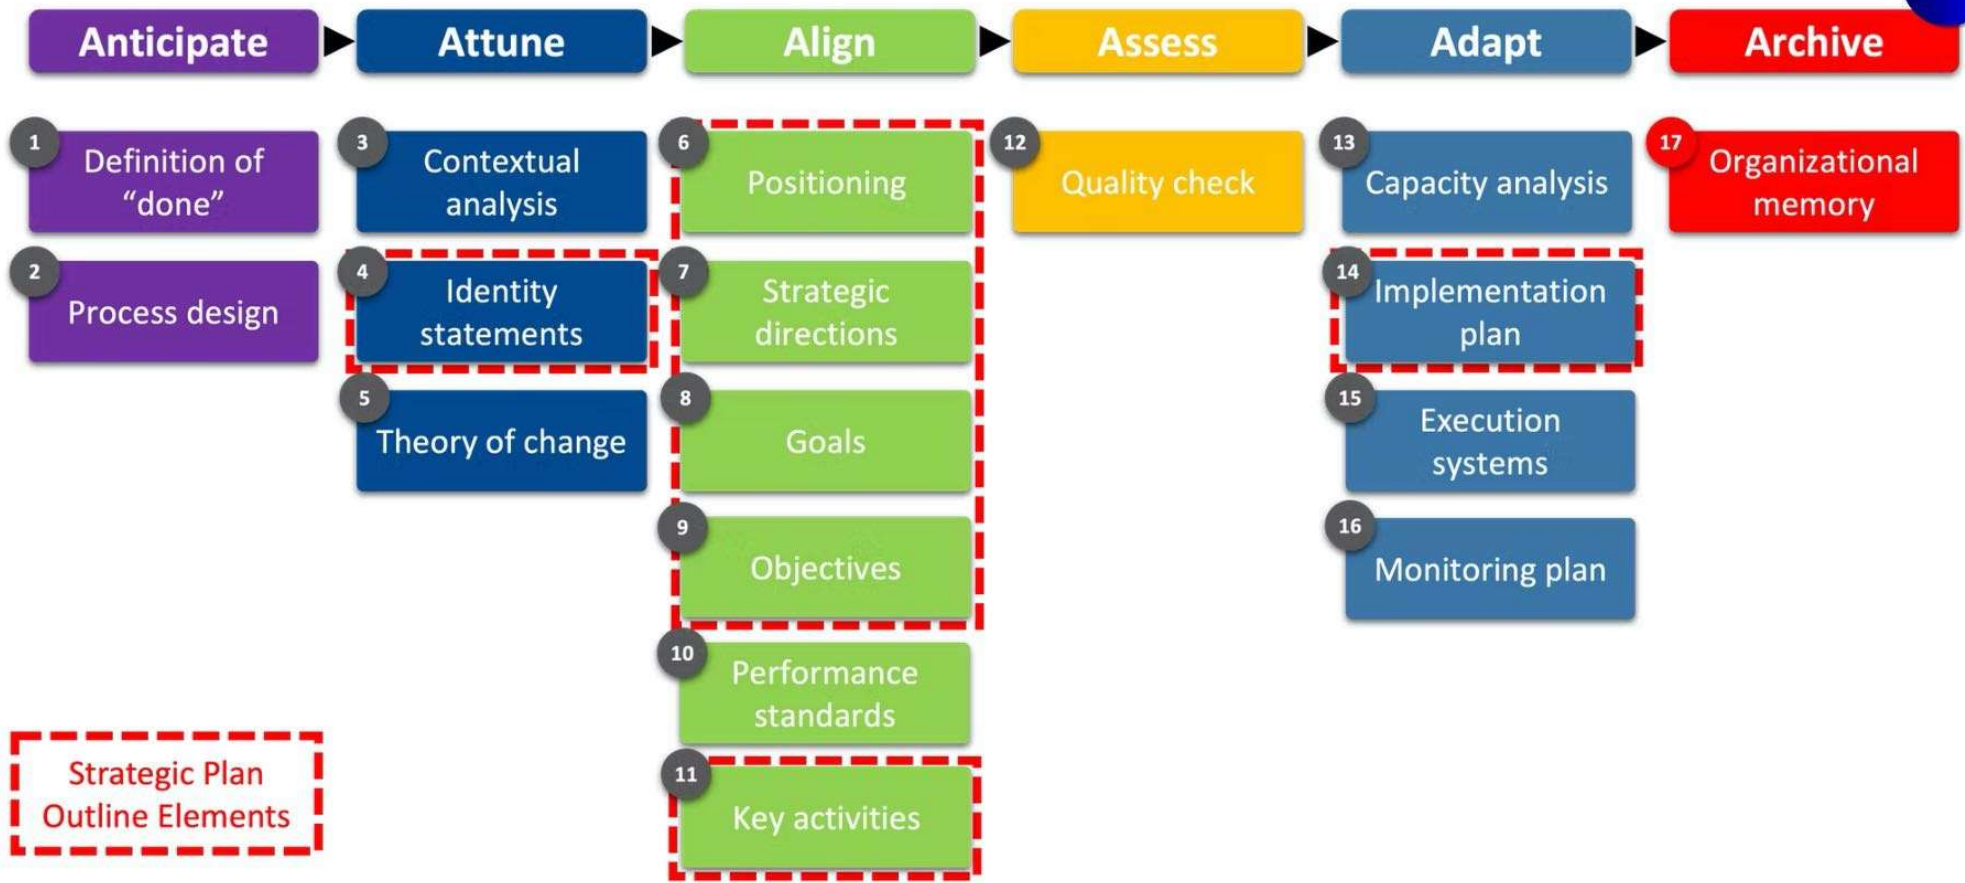 Anticipate
Attune
Align
Assess
Adapt
Archive
1
Definition of
“done”
2
Process design
3
Contextual
analysis
4
Identity
statements
5
Theory of change
6
Positioning
7
Strategic
directions
8
Goals
9
Objectives
10
Performance
standards
11
Key activities
12
Quality check
13
Capacity analysis
14
Implementation
plan
15
Execution
systems
16
Monitoring plan
17
Organizational
memory
Strategic Plan
Outline Elements